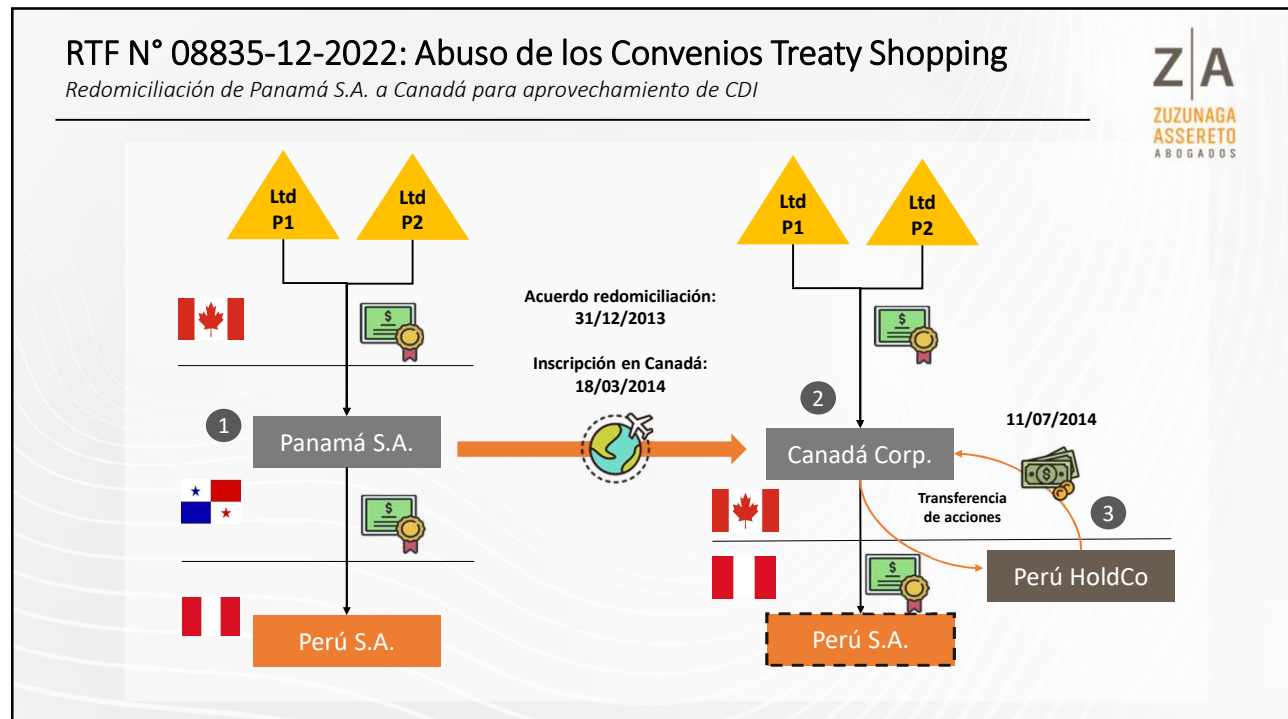 RTF N° 08835-12-2022: Abuso de los Convenios Treaty Shopping
Redomiciliación de Panamá S.A. a Canadá para aprovechamiento de CDI
Z|A
ZUZUNAGA
ASSERETO
ABOGADOS
Ltd
P1
Ltd
P2
1
Panamá S.A.
Perú S.A.
Acuerdo redomiciliación:
31/12/2013
Inscripción en Canadá:
18/03/2014
Ltd
P1
Ltd
P2
2
Canadá Corp.
11/07/2014
Transferencia
de acciones
3
Perú HoldCo
Perú S.A.